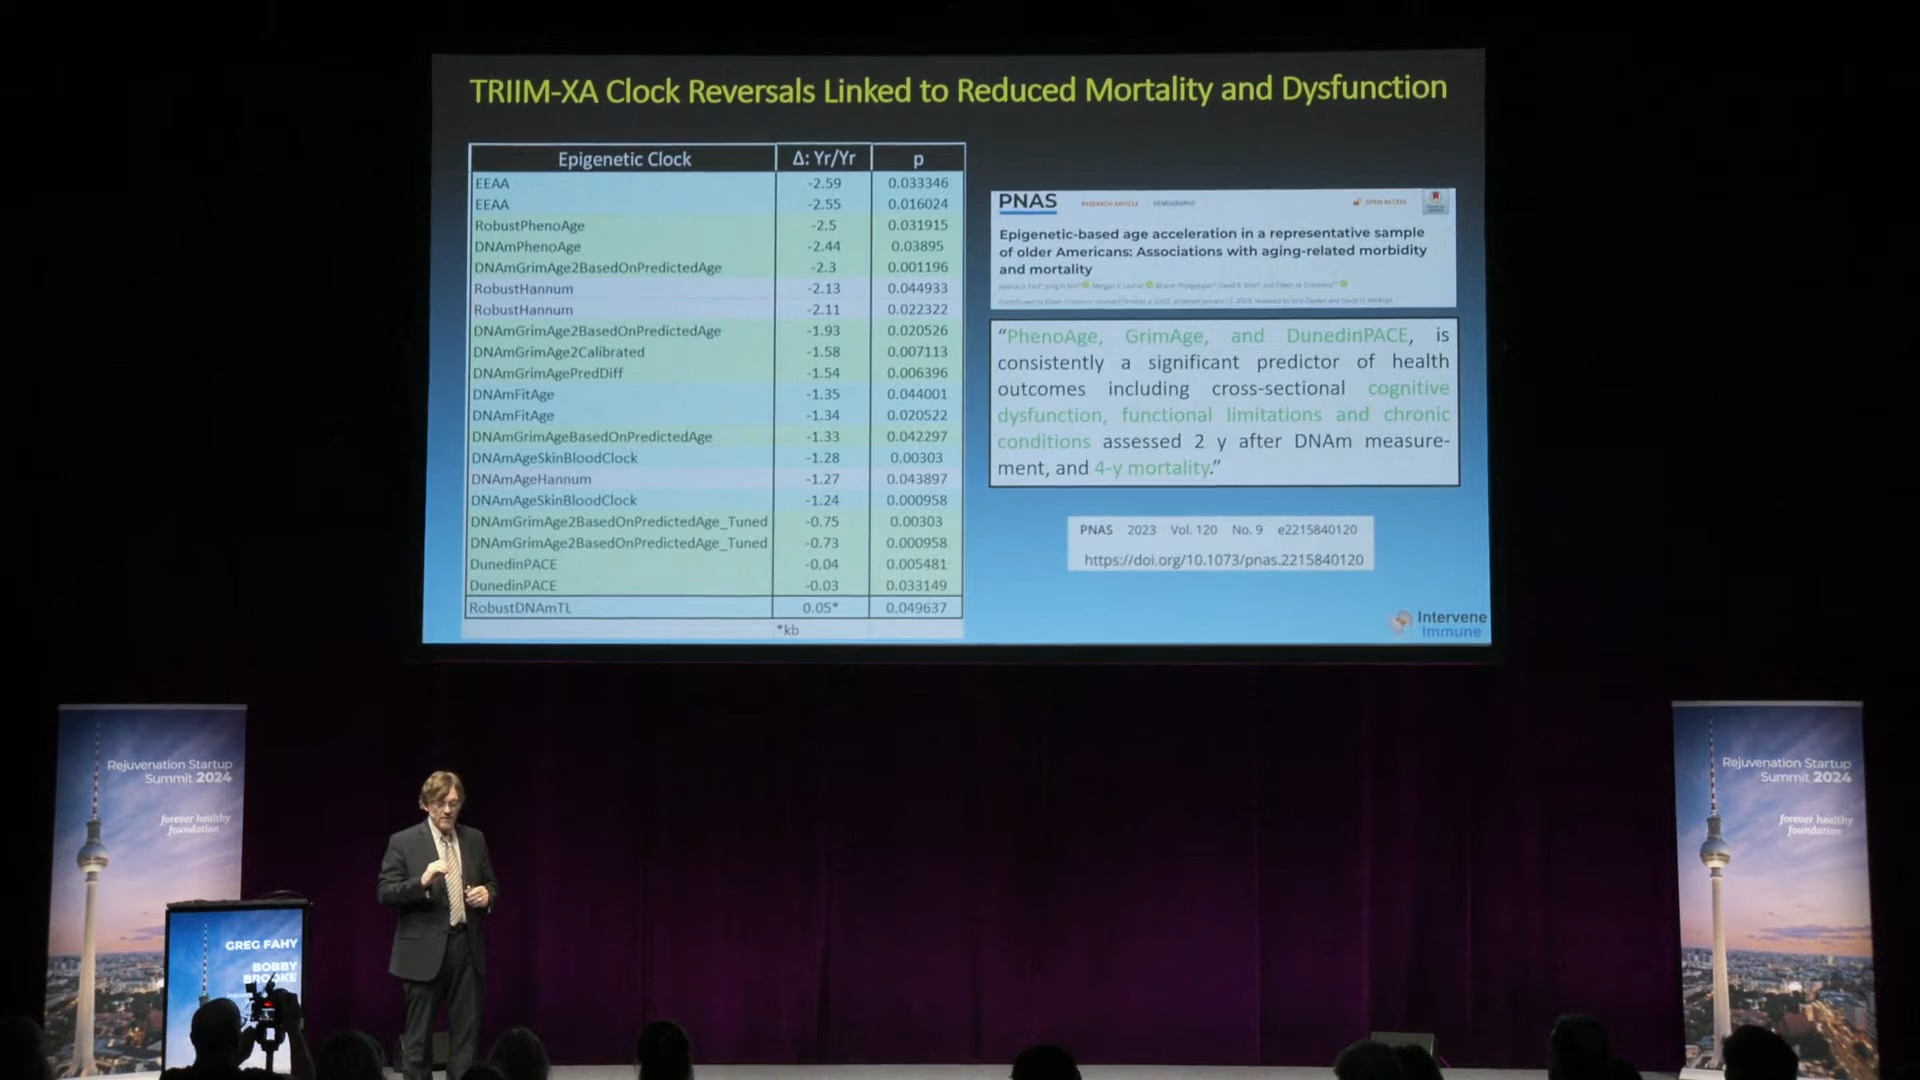 TRIIM-XA Clock Reversals Linked to Reduced Mortality and Dysfunction
Epigenetic Clock Δ: Yr/Yr p
EEAA -2.59 0.033346
EEAA -2.55 0.016024
RobustPhenoAge -2.5 0.031915
DNAmPhenoAge -2.44 0.03895
DNAmGrimAge2BasedOnPredictedAge -2.3 0.001196
RobustHannum -2.13 0.044933
RobustHannum -2.11 0.022322
DNAmGrimAge2BasedOnPredictedAge -1.93 0.020526
DNAmGrimAge2Calibrated -1.58 0.007113
DNAmGrimAgePredDiff -1.54 0.006396
DNAmFitAge -1.35 0.044001
DNAmFitAge -1.34 0.020522
DNAmGrimAgeBasedOnPredictedAge -1.33 0.042297
DNAmAgeSkinBloodClock -1.28 0.00303
DNAmAgeHannum -1.27 0.043897
DNAmAgeSkinBloodClock -1.24 0.000958
DNAmGrimAge2BasedOnPredictedAge_Tuned -0.75 0.00303
DNAmGrimAge2BasedOnPredictedAge_Tuned -0.73 0.000958
DunedinPACE -0.04 0.005481
DunedinPACE -0.03 0.033149
RobustDNAmTL 0.05* 0.049637
*kb
PNAS RESEARCH ARTICLE DEMOGRAPHY OPEN ACCESS
Epigenetic-based age acceleration in a representative sample
of older Americans: Associations with aging-related morbidity
and mortality
“PhenoAge, GrimAge, and DunedinPACE, is
consistently a significant predictor of health
outcomes including cross-sectional cognitive
dysfunction, functional limitations and chronic
conditions assessed 2 y after DNAm measure-
ment, and 4-y mortality.”
PNAS 2023 Vol. 120 No. 9 e2215840120
https://doi.org/10.1073/pnas.2215840120
Intervene
Immune
Rejuvenation Startup
Summit 2024
forever healthy
foundation
GREG FAHY
BOBBY
BROOKE
Rejuvenation Startup
Summit 2024
forever healthy
foundation